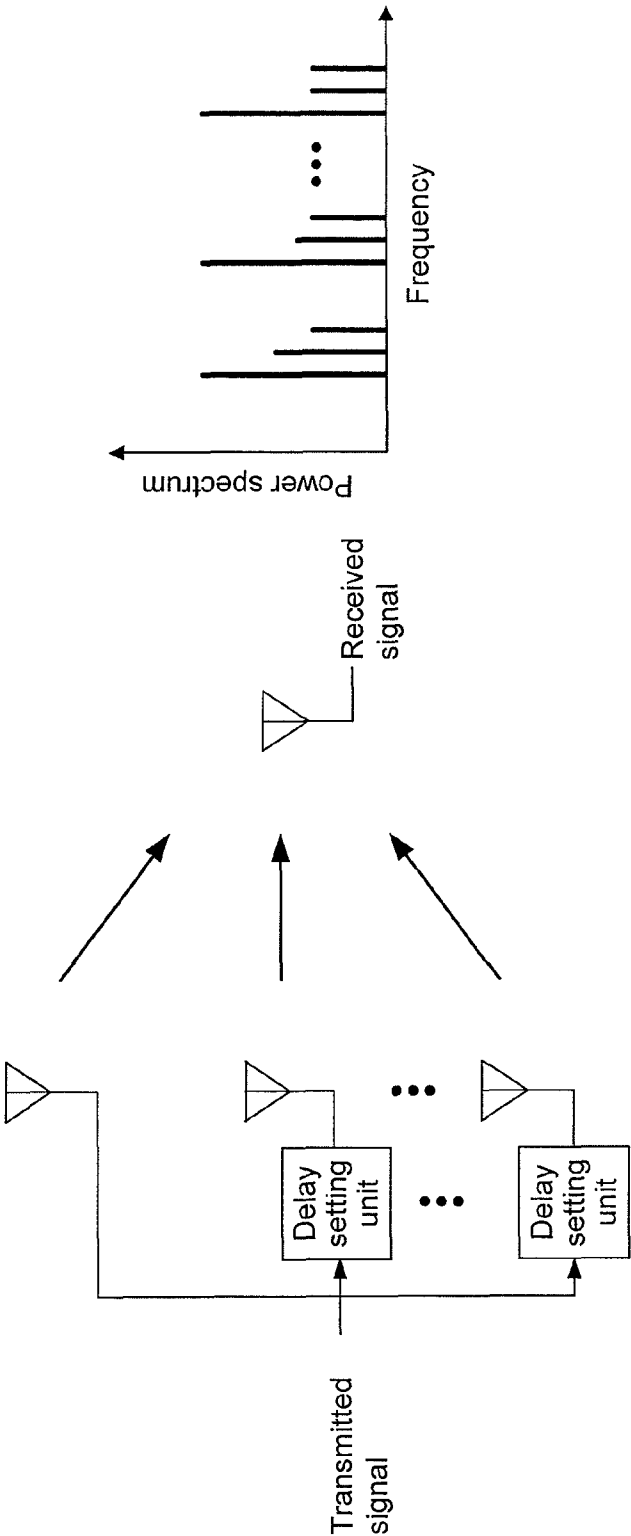 Transmitted
signal
Delay
setting
unit
Delay
setting
unit
Received
signal
Power spectrum
Frequency